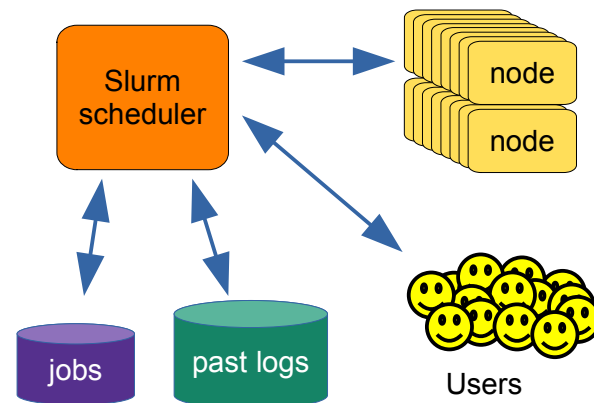 Slurm
scheduler
node
node
jobs
past logs
Users